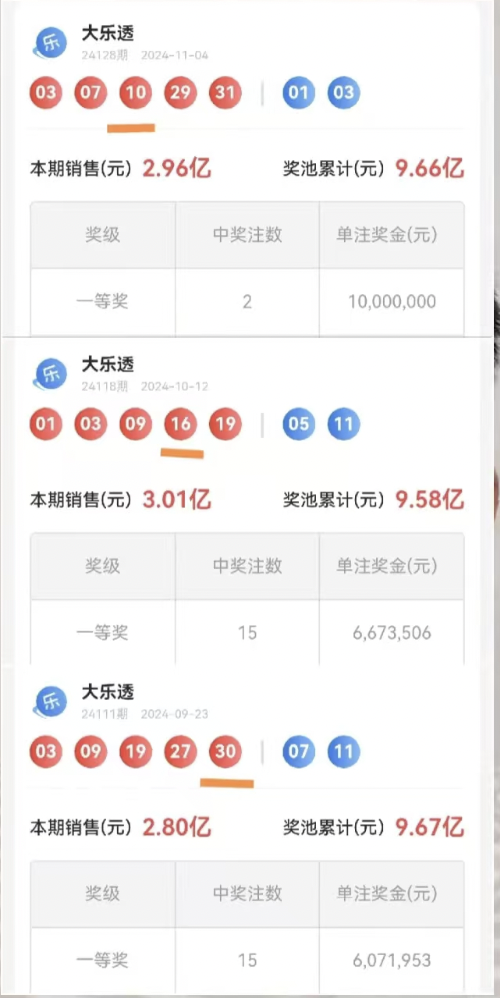 乐 大乐透
24128期 2024-11-04
03 07 10 29 31 01 03
本期销售(元) 2.96亿 奖池累计(元) 9.66亿
奖级 中奖注数 单注奖金(元)
一等奖 2 10,000,000
乐 大乐透
24118期 2024-10-12
01 03 09 16 19 05 11
本期销售(元) 3.01亿 奖池累计(元) 9.58亿
奖级 中奖注数 单注奖金(元)
一等奖 15 6,673,506
乐 大乐透
24111期 2024-09-23
03 09 19 27 30 07 11
本期销售(元) 2.80亿 奖池累计(元) 9.67亿
奖级 中奖注数 单注奖金(元)
一等奖 15 6,071,953